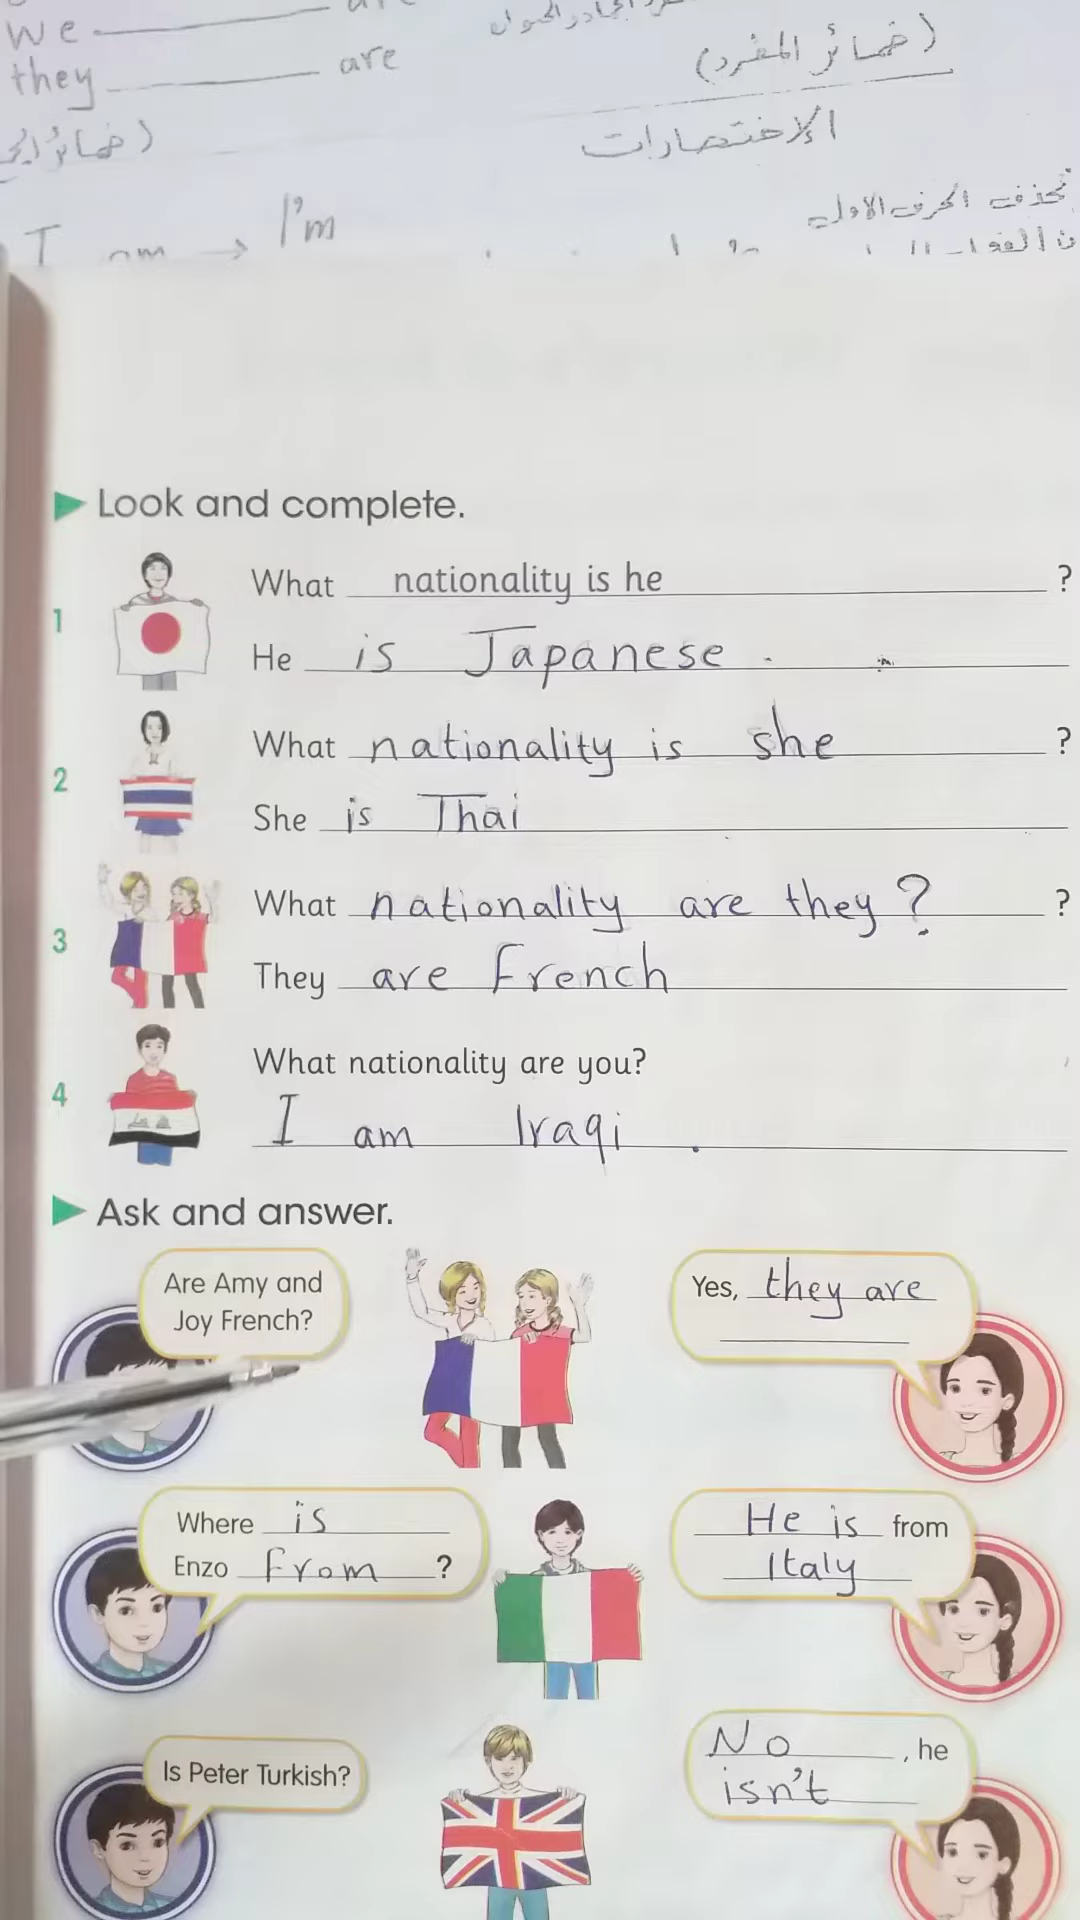 we
they are
(ضمائر المفرد)
الاختصارات
(ضمائر
تحذف الحرف الاول
I am → I'm
Look and complete.
1
What nationality is he ?
He is Japanese .
2
What nationality is she ?
She is Thai
3
What nationality are they? ?
They are French
4
What nationality are you?
I am Iraqi .
Ask and answer.
Are Amy and
Joy French?
Yes, they are
Where is
Enzo from ?
He is from
Italy
Is Peter Turkish?
No , he
isn't